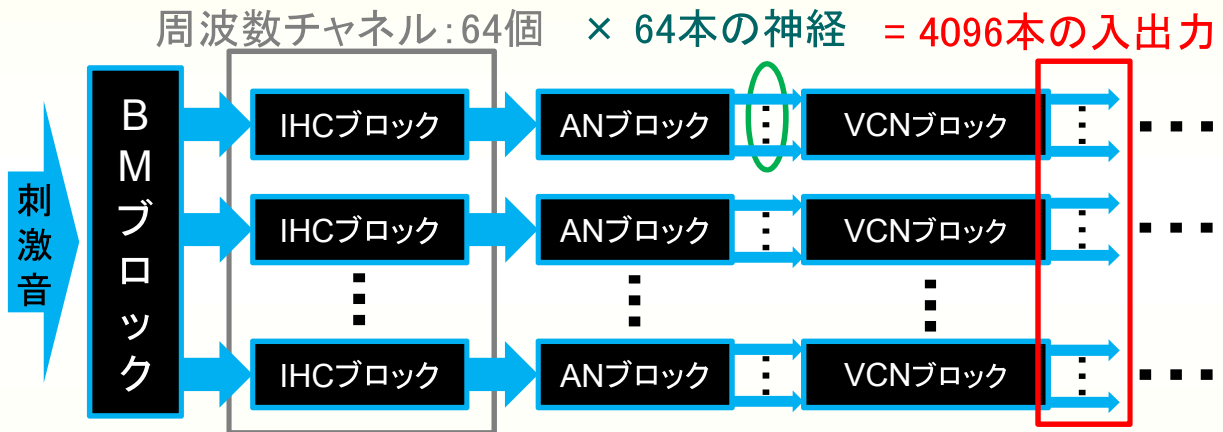 周波数チャネル:64個 × 64本の神経 = 4096本の入出力
刺激音
BMブロック
IHCブロック ANブロック VCNブロック
IHCブロック ANブロック VCNブロック
IHCブロック ANブロック VCNブロック